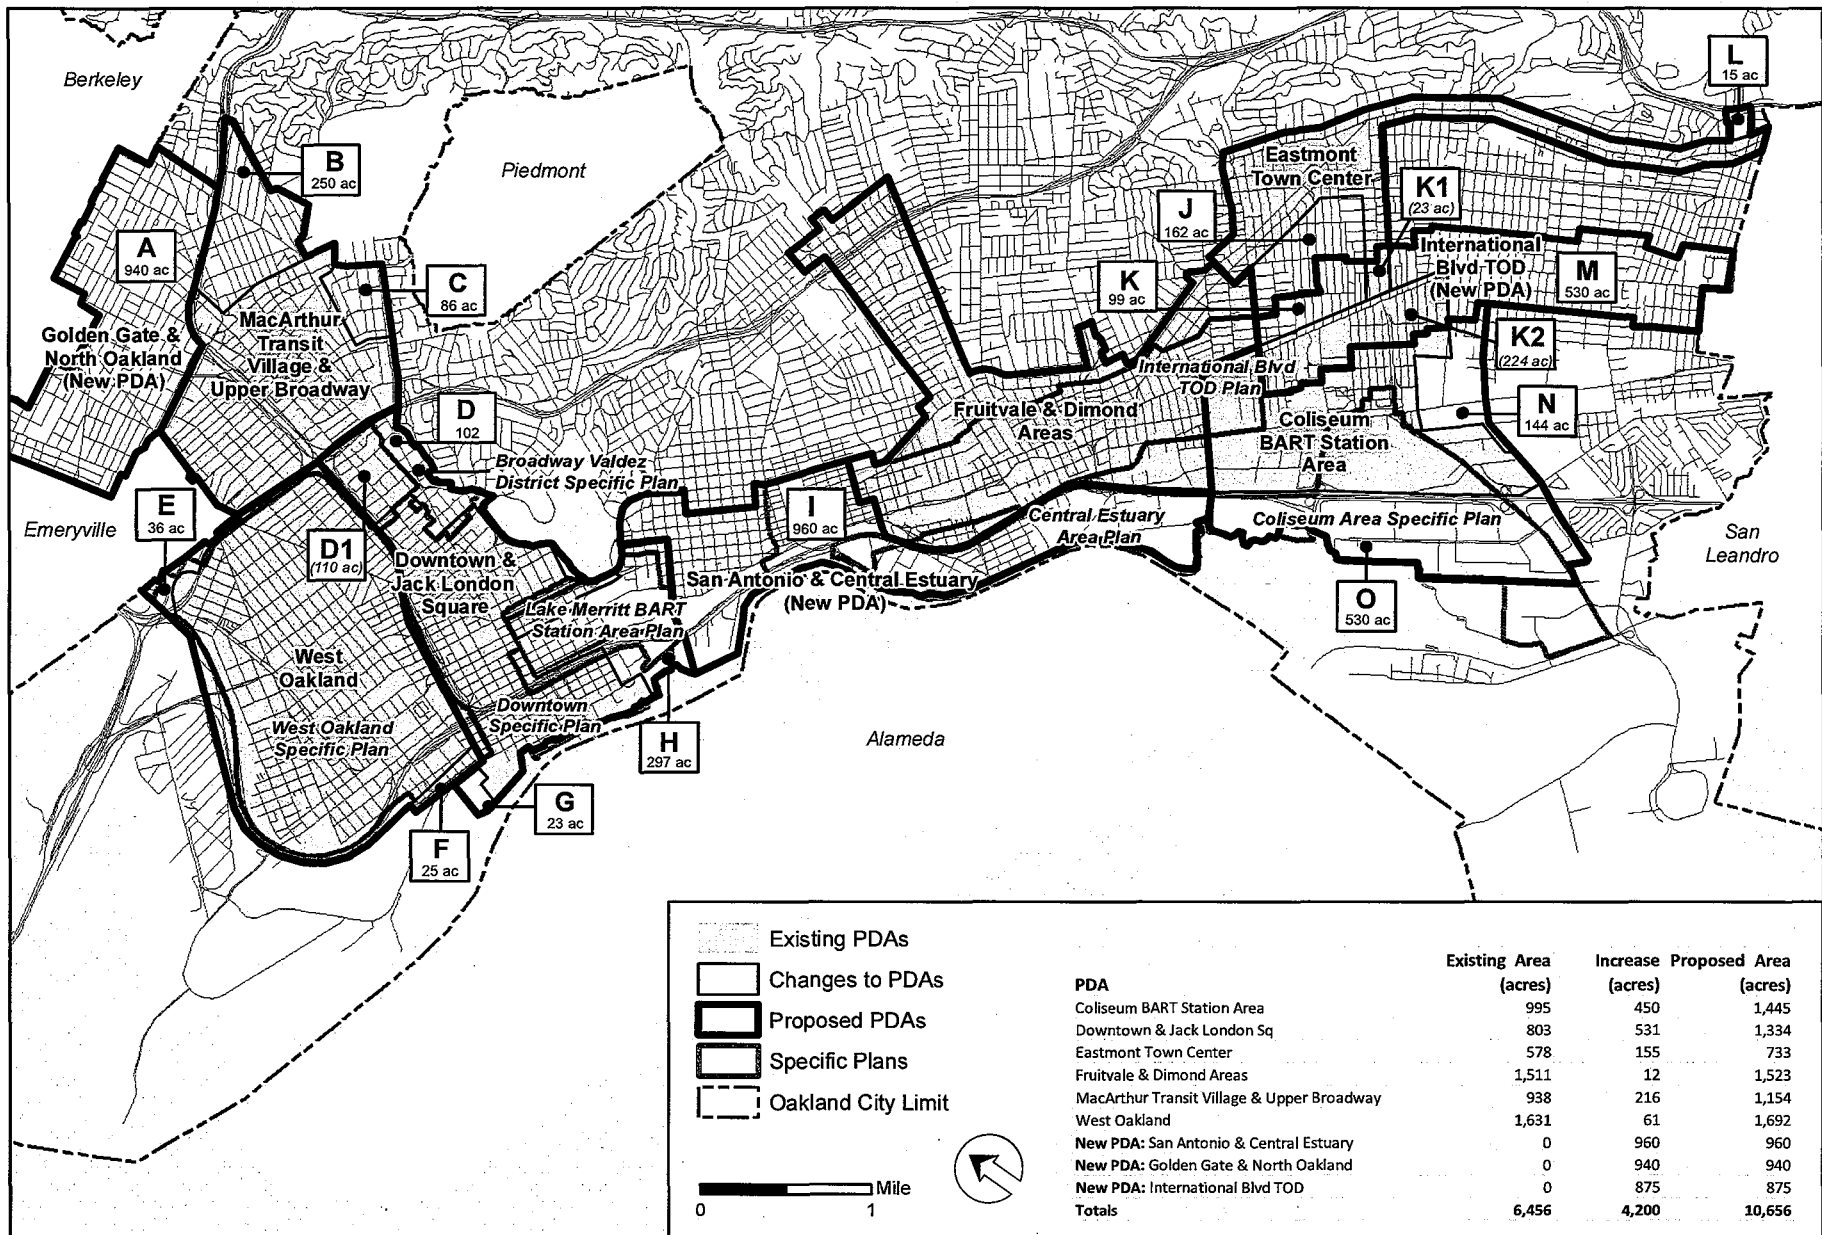 Berkeley
Piedmont
L
15 ac
B
250 ac
A
940 ac
C
86 ac
Eastmont
Town Center
J
162 ac
K1
(23 ac)
K
99 ac
International
Blvd TOD
(New PDA)
M
530 ac
K2
(224 ac)
N
144 ac
Golden Gate &
North Oakland
(New PDA)
MacArthur
Transit
Village &
Upper Broadway
D
102
Broadway Valdez
District Specific Plan
International Blvd
TOD Plan
Fruitvale & Dimond
Areas
Coliseum
BART Station
Area
E
36 ac
Emeryville
D1
(110 ac)
I
960 ac
Central Estuary
Area Plan
Coliseum Area Specific Plan
San
Leandro
O
530 ac
Downtown &
Jack London
Square
San Antonio & Central Estuary
(New PDA)
Lake Merritt BART
Station Area Plan
West
Oakland
West Oakland
Specific Plan
Downtown
Specific Plan
H
297 ac
Alameda
G
23 ac
F
25 ac
Existing PDAs
Changes to PDAs
Proposed PDAs
Specific Plans
Oakland City Limit
Mile
0 1
Existing Area Increase Proposed Area
PDA (acres) (acres) (acres)
Coliseum BART Station Area 995 450 1,445
Downtown & Jack London Sq 803 531 1,334
Eastmont Town Center 578 155 733
Fruitvale & Dimond Areas 1,511 12 1,523
MacArthur Transit Village & Upper Broadway 938 216 1,154
West Oakland 1,631 61 1,692
New PDA: San Antonio & Central Estuary 0 960 960
New PDA: Golden Gate & North Oakland 0 940 940
New PDA: International Blvd TOD 0 875 875
Totals 6,456 4,200 10,656